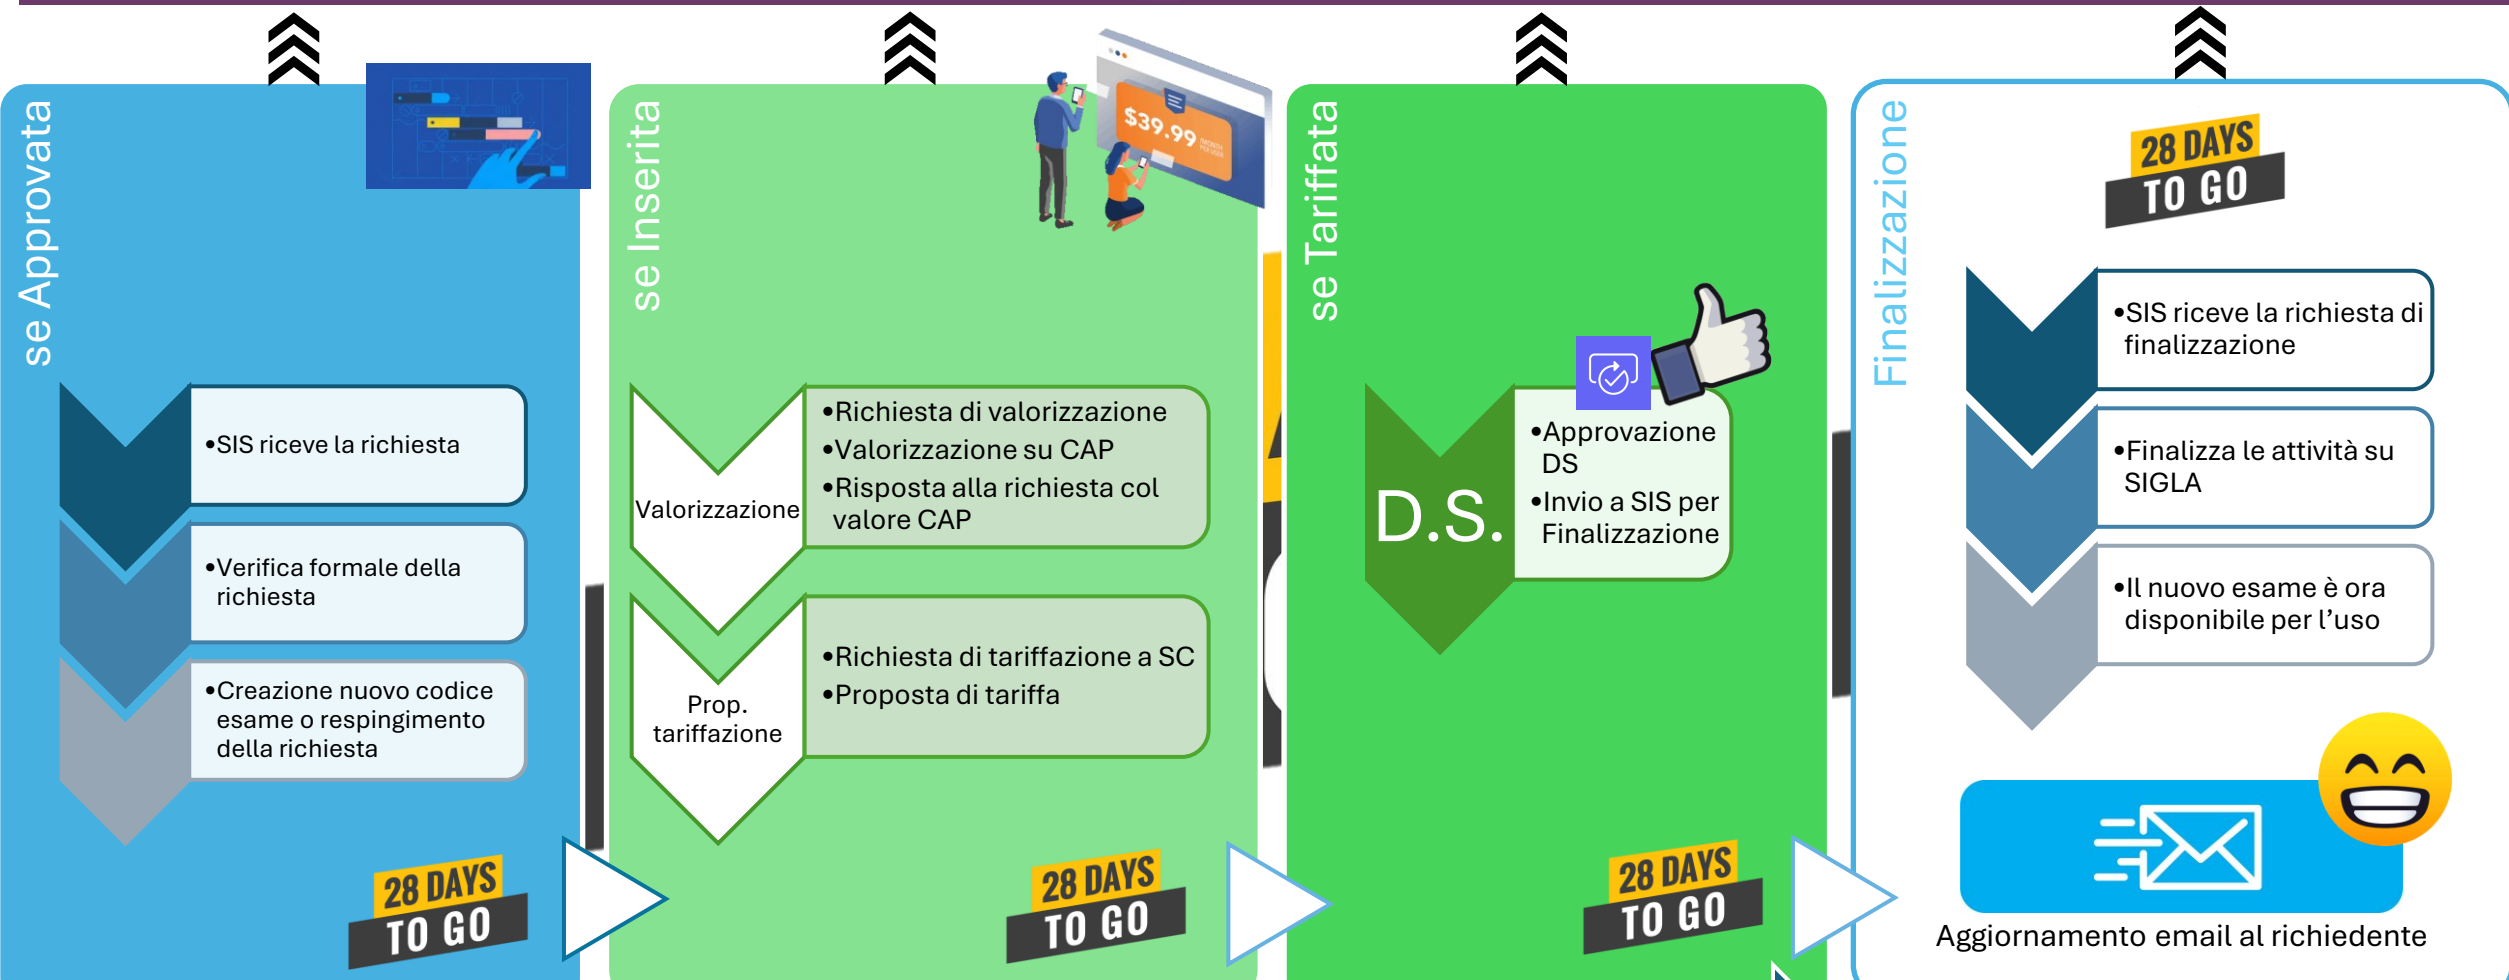 se Approvata
•SIS riceve la richiesta
•Verifica formale della
richiesta
•Creazione nuovo codice
esame o respingimento
della richiesta
28 DAYS
TO GO
se Inserita
$39.99
Valorizzazione
•Richiesta di valorizzazione
•Valorizzazione su CAP
•Risposta alla richiesta col
valore CAP
Prop.
tariffazione
•Richiesta di tariffazione a SC
•Proposta di tariffa
28 DAYS
TO GO
se Tariffata
D.S.
•Approvazione
DS
•Invio a SIS per
Finalizzazione
28 DAYS
TO GO
Finalizzazione
28 DAYS
TO GO
•SIS riceve la richiesta di
finalizzazione
•Finalizza le attività su
SIGLA
•Il nuovo esame è ora
disponibile per l’uso
Aggiornamento email al richiedente